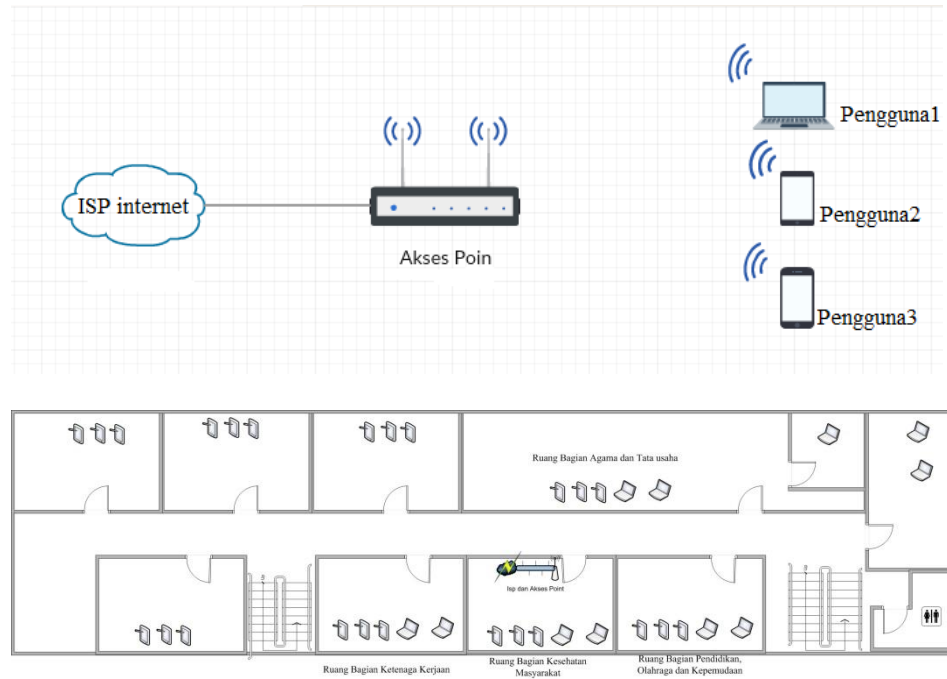 ISP internet
Akses Poin
Pengguna1
Pengguna2
Pengguna3
Ruang Bagian Agama dan Tata usaha
Isp dan Akses Point
Ruang Bagian Ketenaga Kerjaan
Ruang Bagian Kesehatan
Masyarakat
Ruang Bagian Pendidikan,
Olahraga dan Kepemudaan